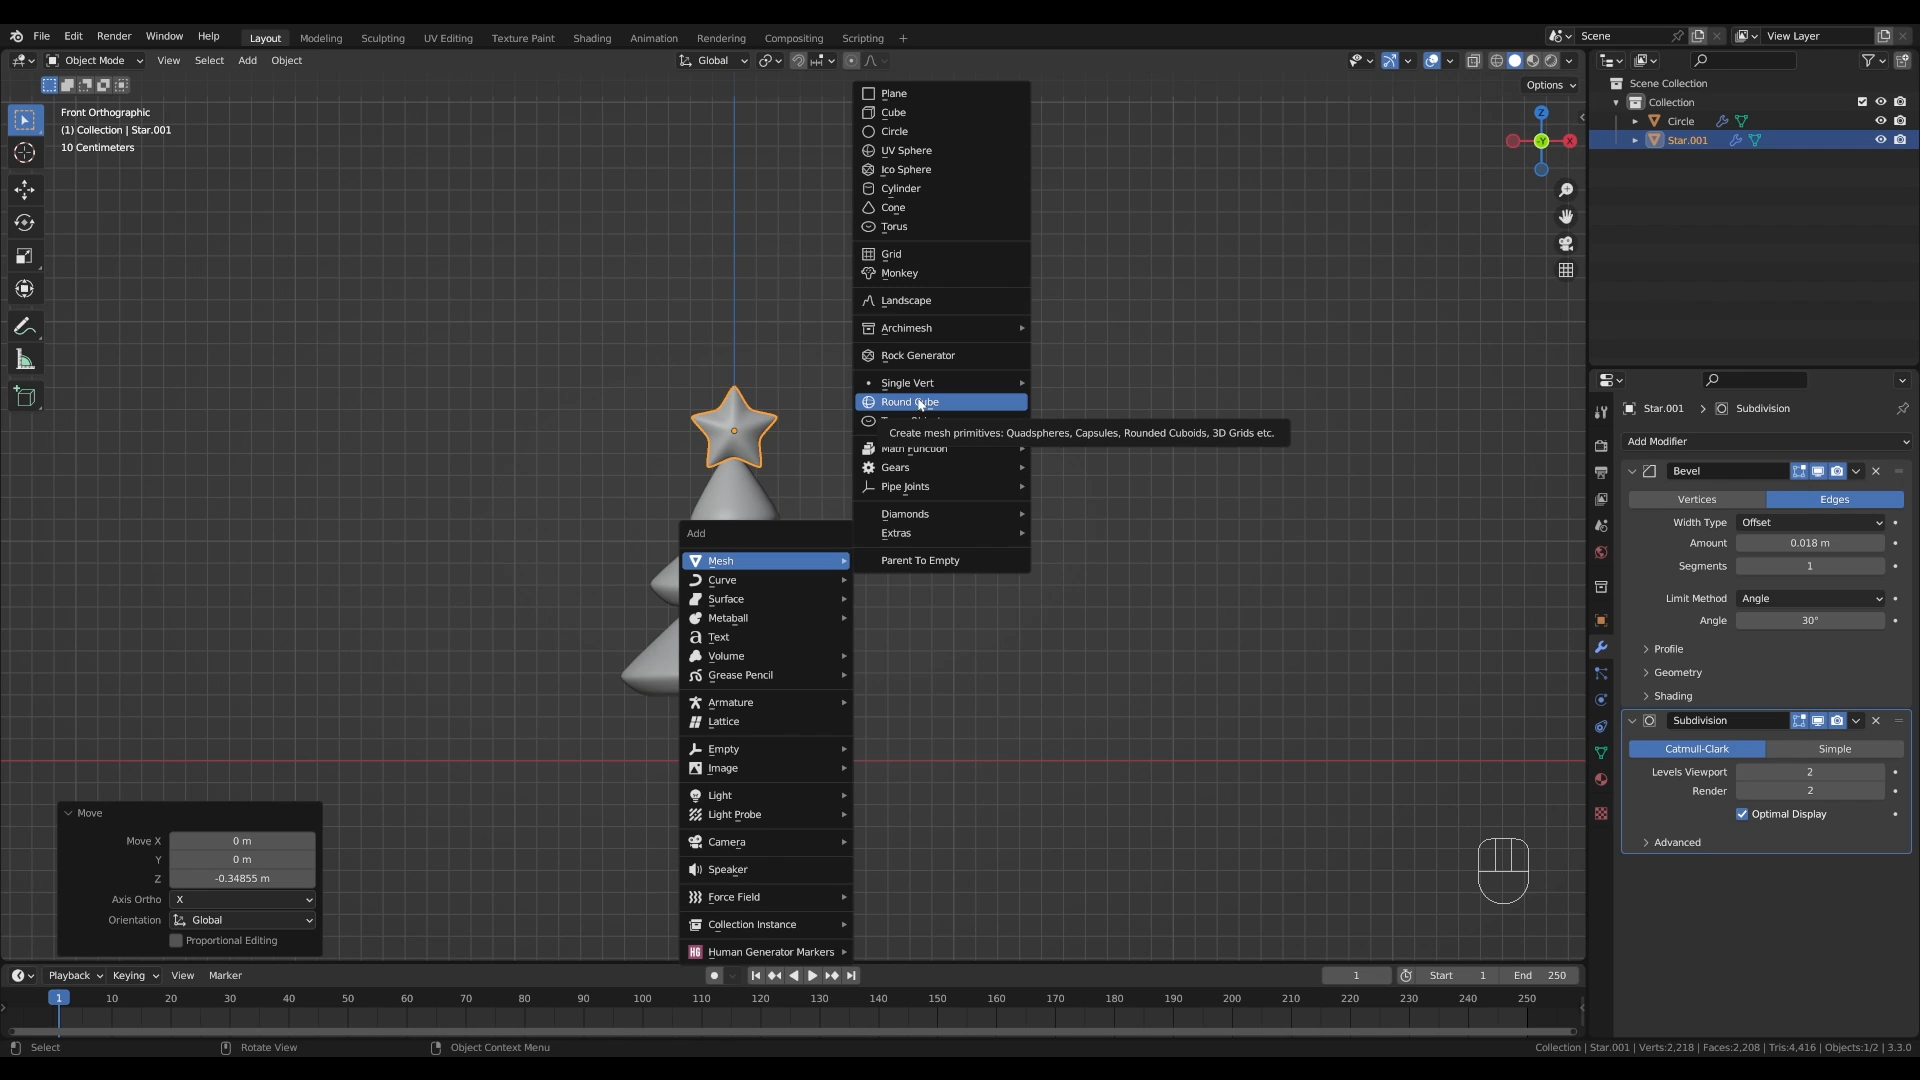 File Edit Render Window Help Layout Modeling Sculpting UV Editing Texture Paint Shading Animation Rendering Compositing Scripting + Scene View Layer
Object Mode View Select Add Object Global
Options
Front Orthographic
(1) Collection | Star.001
10 Centimeters
Z
Y
X
Plane
Cube
Circle
UV Sphere
Ico Sphere
Cylinder
Cone
Torus
Grid
Monkey
Landscape
Archimesh
Rock Generator
Single Vert
Round Cube
Create mesh primitives: Quadspheres, Capsules, Rounded Cuboids, 3D Grids etc.
Math Function
Gears
Pipe Joints
Diamonds
Extras
Parent To Empty
Add
Mesh
Curve
Surface
Metaball
Text
Volume
Grease Pencil
Armature
Lattice
Empty
Image
Light
Light Probe
Camera
Speaker
Force Field
Collection Instance
HG Human Generator Markers
Move
Move X 0 m
Y 0 m
Z -0.34855 m
Axis Ortho X
Orientation Global
Proportional Editing
Scene Collection
Collection
Circle
Star.001
Star.001 Subdivision
Add Modifier
Bevel
Vertices Edges
Width Type Offset
Amount 0.018 m
Segments 1
Limit Method Angle
Angle 30°
Profile
Geometry
Shading
Subdivision
Catmull-Clark Simple
Levels Viewport 2
Render 2
Optimal Display
Advanced
Playback Keying View Marker 1 Start 1 End 250
1 10 20 30 40 50 60 70 80 90 100 110 120 130 140 150 160 170 180 190 200 210 220 230 240 250
Select Rotate View Object Context Menu Collection | Star.001 | Verts:2,218 | Faces:2,208 | Tris:4,416 | Objects:1/2 | 3.3.0